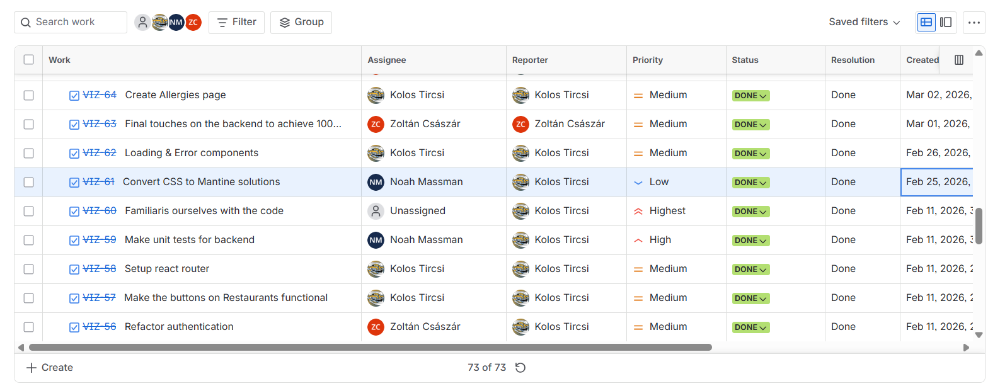 Search work NM ZC Filter Group Saved filters
Work Assignee Reporter Priority Status Resolution Created
VIZ-64 Create Allergies page Kolos Tircsi Kolos Tircsi Medium DONE Done Mar 02, 2026,
VIZ-63 Final touches on the backend to achieve 100... ZC Zoltán Császár ZC Zoltán Császár Medium DONE Done Mar 01, 2026,
VIZ-62 Loading & Error components Kolos Tircsi Kolos Tircsi Medium DONE Done Feb 26, 2026,
VIZ-61 Convert CSS to Mantine solutions NM Noah Massman Kolos Tircsi Low DONE Done Feb 25, 2026,
VIZ-60 Familiaris ourselves with the code Unassigned Kolos Tircsi Highest DONE Done Feb 11, 2026,
VIZ-59 Make unit tests for backend NM Noah Massman Kolos Tircsi High DONE Done Feb 11, 2026,
VIZ-58 Setup react router Kolos Tircsi Kolos Tircsi Medium DONE Done Feb 11, 2026,
VIZ-57 Make the buttons on Restaurants functional Kolos Tircsi Kolos Tircsi Medium DONE Done Feb 11, 2026,
VIZ-56 Refactor authentication ZC Zoltán Császár Kolos Tircsi Medium DONE Done Feb 11, 2026,
Create 73 of 73